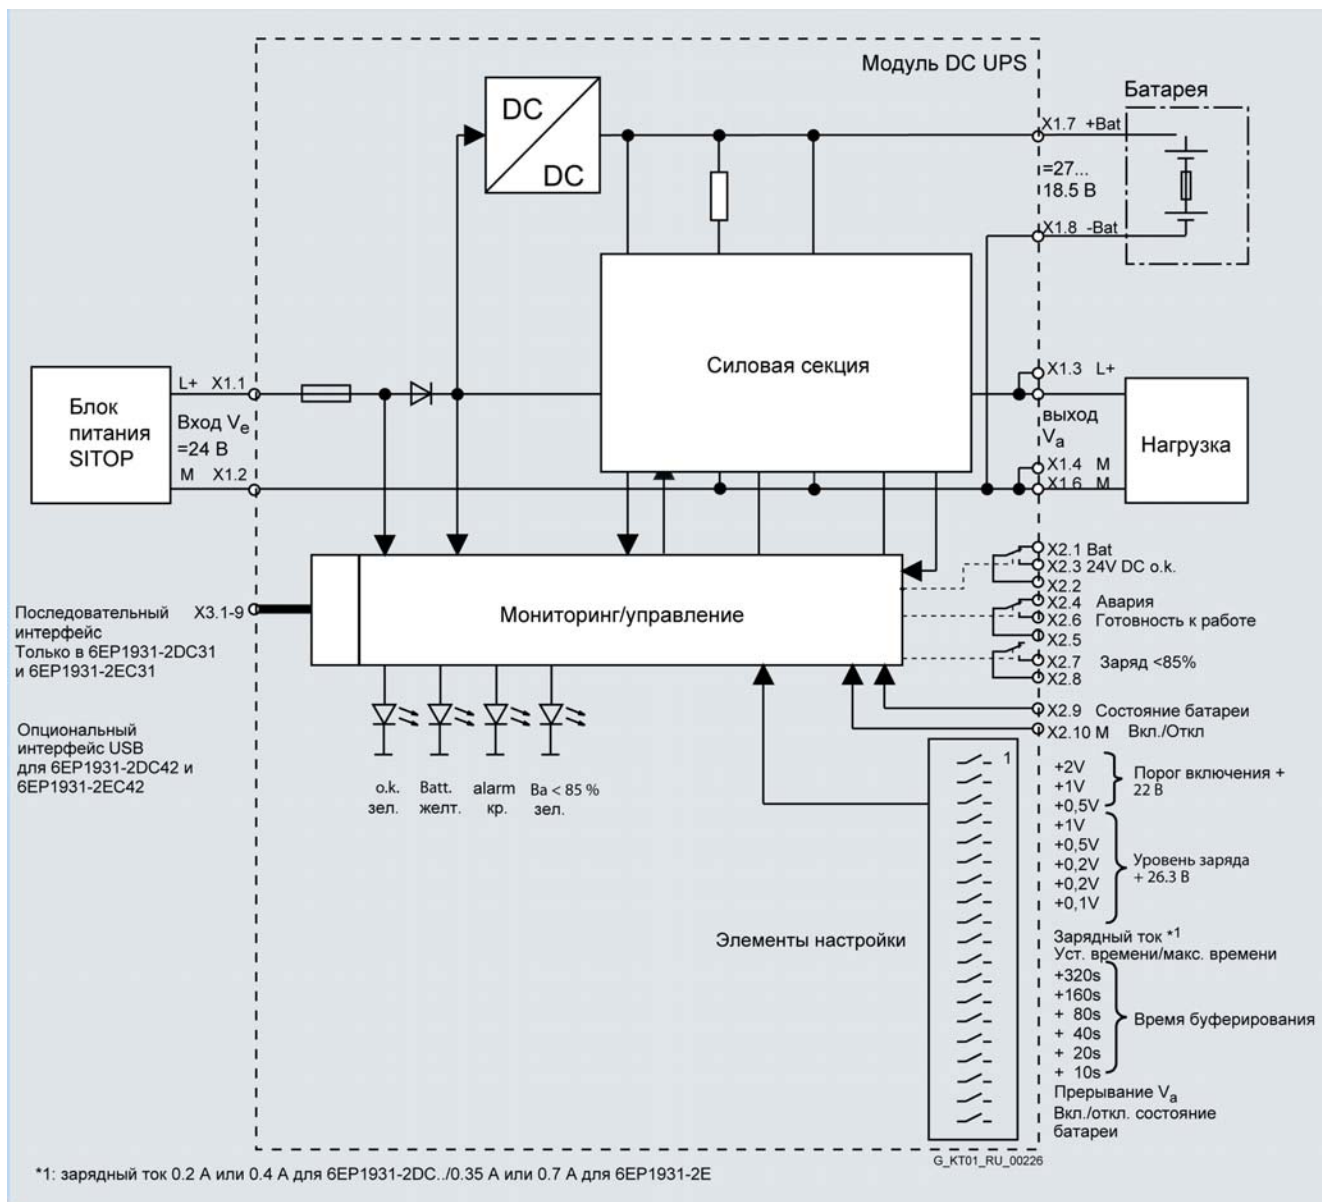 Модуль DC UPS
Батарея
DC
DC
X1.7 +Bat
=27...
18.5 В
X1.8 -Bat
Силовая секция
Блок
питания
SITOP
L+ X1.1
Вход Ve
=24 В
M X1.2
X1.3 L+
выход
Va
X1.4 M
X1.6 M
Нагрузка
X2.1 Bat
X2.3 24V DC o.k.
X2.2
X2.4 Авария
X2.6 Готовность к работе
X2.5
X2.7 Заряд <85%
X2.8
X2.9 Состояние батареи
X2.10 M Вкл./Откл
Мониторинг/управление
Последовательный X3.1-9
интерфейс
Только в 6EP1931-2DC31
и 6EP1931-2EC31
Опциональный
интерфейс USB
для 6EP1931-2DC42 и
6EP1931-2EC42
o.k. Batt. alarm Ba < 85 %
зел. желт. кр. зел.
1
+2V
+1V
+0,5V
Порог включения +
22 В
+1V
+0,5V
+0,2V
+0,2V
+0,1V
Уровень заряда
+ 26.3 В
Элементы настройки
Зарядный ток *1
Уст. времени/макс. времени
+320s
+160s
+ 80s
+ 40s
+ 20s
+ 10s
Время буферирования
Прерывание Va
Вкл./откл. состояние
батареи
G_KT01_RU_00226
*1: зарядный ток 0.2 А или 0.4 А для 6EP1931-2DC../0.35 А или 0.7 А для 6EP1931-2E